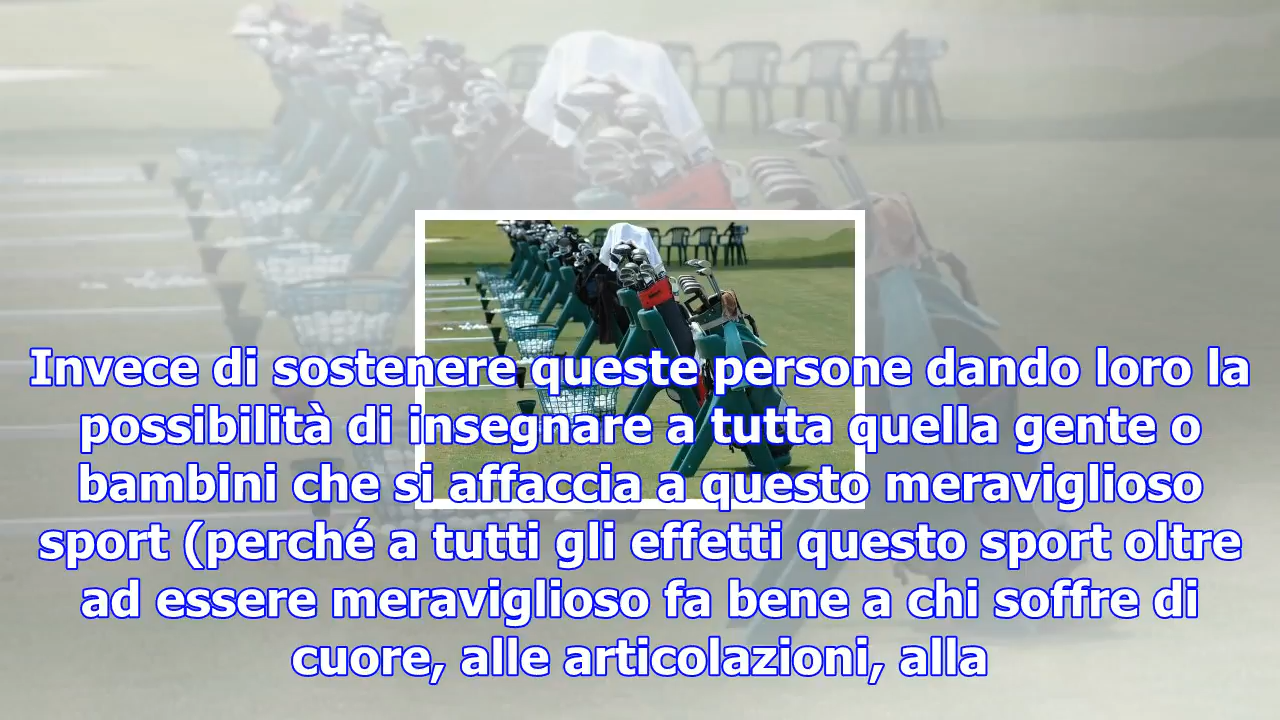 Invece di sostenere queste persone dando loro la
possibilità di insegnare a tutta quella gente o
bambini che si affaccia a questo meraviglioso
sport (perché a tutti gli effetti questo sport oltre
ad essere meraviglioso fa bene a chi soffre di
cuore, alle articolazioni, alla